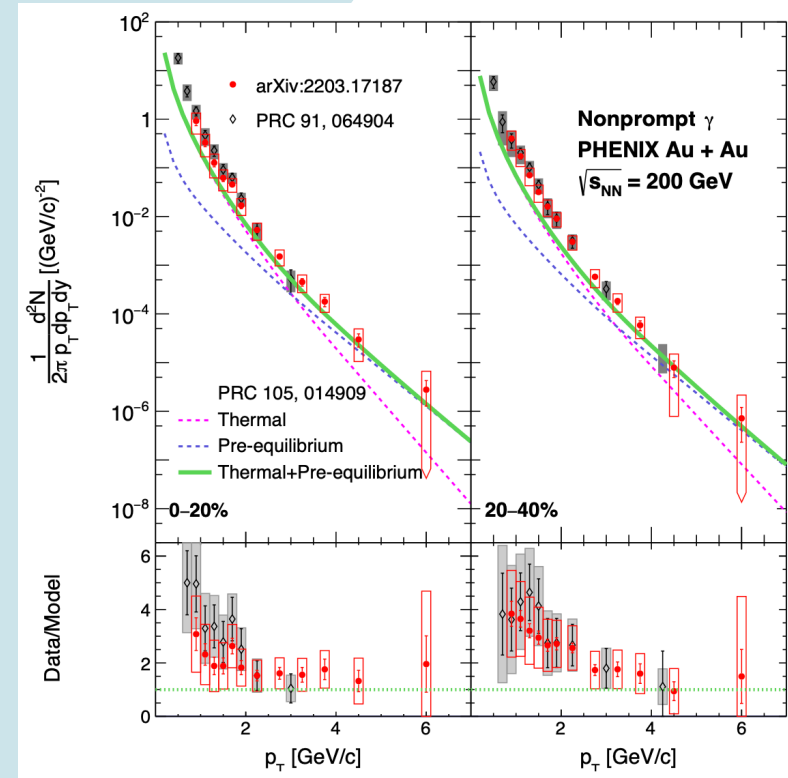 10²
1
10⁻²
10⁻⁴
10⁻⁶
10⁻⁸
1/2π d²N/p_T dp_T dy [(GeV/c)⁻²]
arXiv:2203.17187
PRC 91, 064904
PRC 105, 014909
Thermal
Pre-equilibrium
Thermal+Pre-equilibrium
0–20%
Nonprompt γ
PHENIX Au + Au
√s_NN = 200 GeV
20–40%
Data/Model
6
4
2
0
2 4 6
2 4 6
p_T [GeV/c]
p_T [GeV/c]